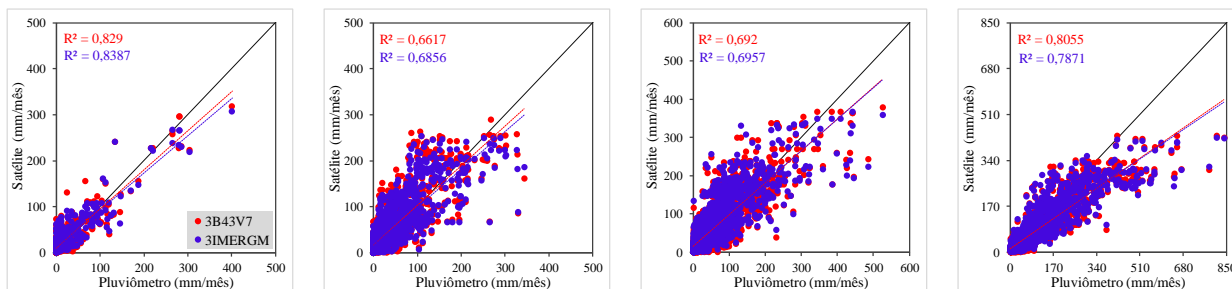 R² = 0,829
R² = 0,8387
Satélite (mm/mês)
500
400
300
200
100
0
3B43V7
3IMERGM
0 100 200 300 400 500
Pluviômetro (mm/mês)
R² = 0,6617
R² = 0,6856
Satélite (mm/mês)
500
400
300
200
100
0
0 100 200 300 400 500
Pluviômetro (mm/mês)
R² = 0,692
R² = 0,6957
Satélite (mm/mês)
600
500
400
300
200
100
0
0 100 200 300 400 500 600
Pluviômetro (mm/mês)
R² = 0,8055
R² = 0,7871
Satélite (mm/mês)
850
680
510
340
170
0
0 170 340 510 680 850
Pluviômetro (mm/mês)